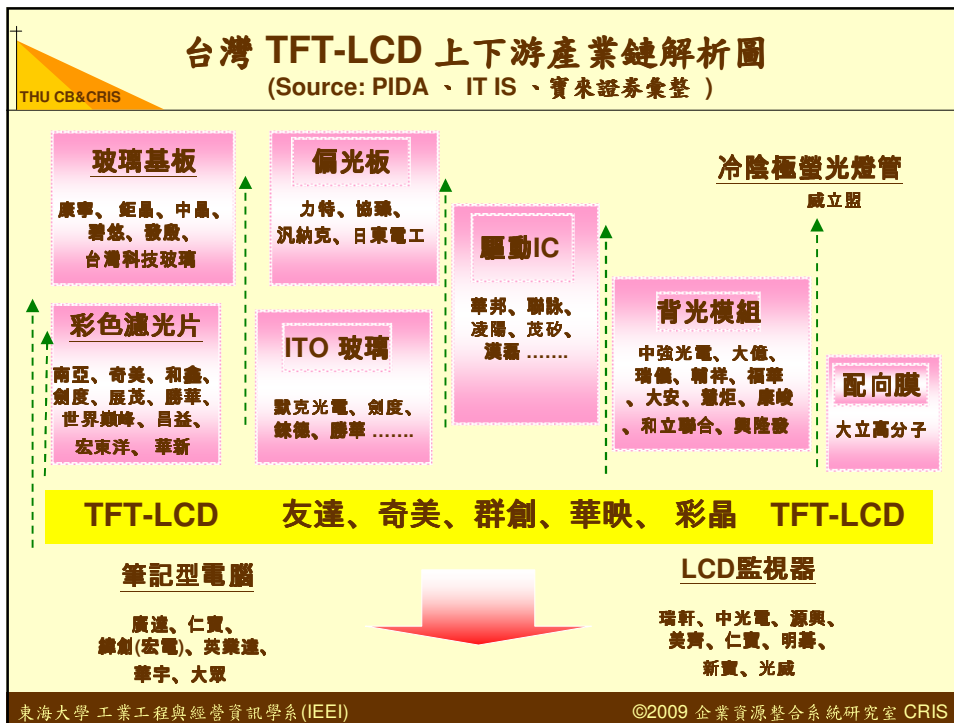 台灣 TFT-LCD 上下游產業鏈解析圖
(Source: PIDA 、 IT IS 、寶來證券彙整 )
THU CB&CRIS
玻璃基板
康寧、 鉅晶、中晶、
碧悠、發殷、
台灣科技玻璃
偏光板
力特、協臻、
汎納克、日東電工
冷陰極螢光燈管
威立盟
驅動IC
華邦、聯詠、
凌陽、茂矽、
漢磊 .......
彩色濾光片
南亞、奇美、和鑫、
劍度、展茂、勝華、
世界巔峰、昌益、
宏東洋、 華新
ITO 玻璃
默克光電、劍度、
錸德、勝華 .......
背光模組
中強光電、大億、
瑞儀、輔祥、福華
、大安、慧炬、康峻
、和立聯合、興隆發
配向膜
大立高分子
TFT-LCD 友達、奇美、群創、華映、 彩晶 TFT-LCD
筆記型電腦
廣達、仁寶、
緯創(宏電)、英業達、
華宇、大眾
LCD監視器
瑞軒、中光電、源興、
美齊、仁寶、明碁、
新寶、光威
東海大學 工業工程與經營資訊學系(IEEI)
©2009 企業資源整合系統研究室 CRIS